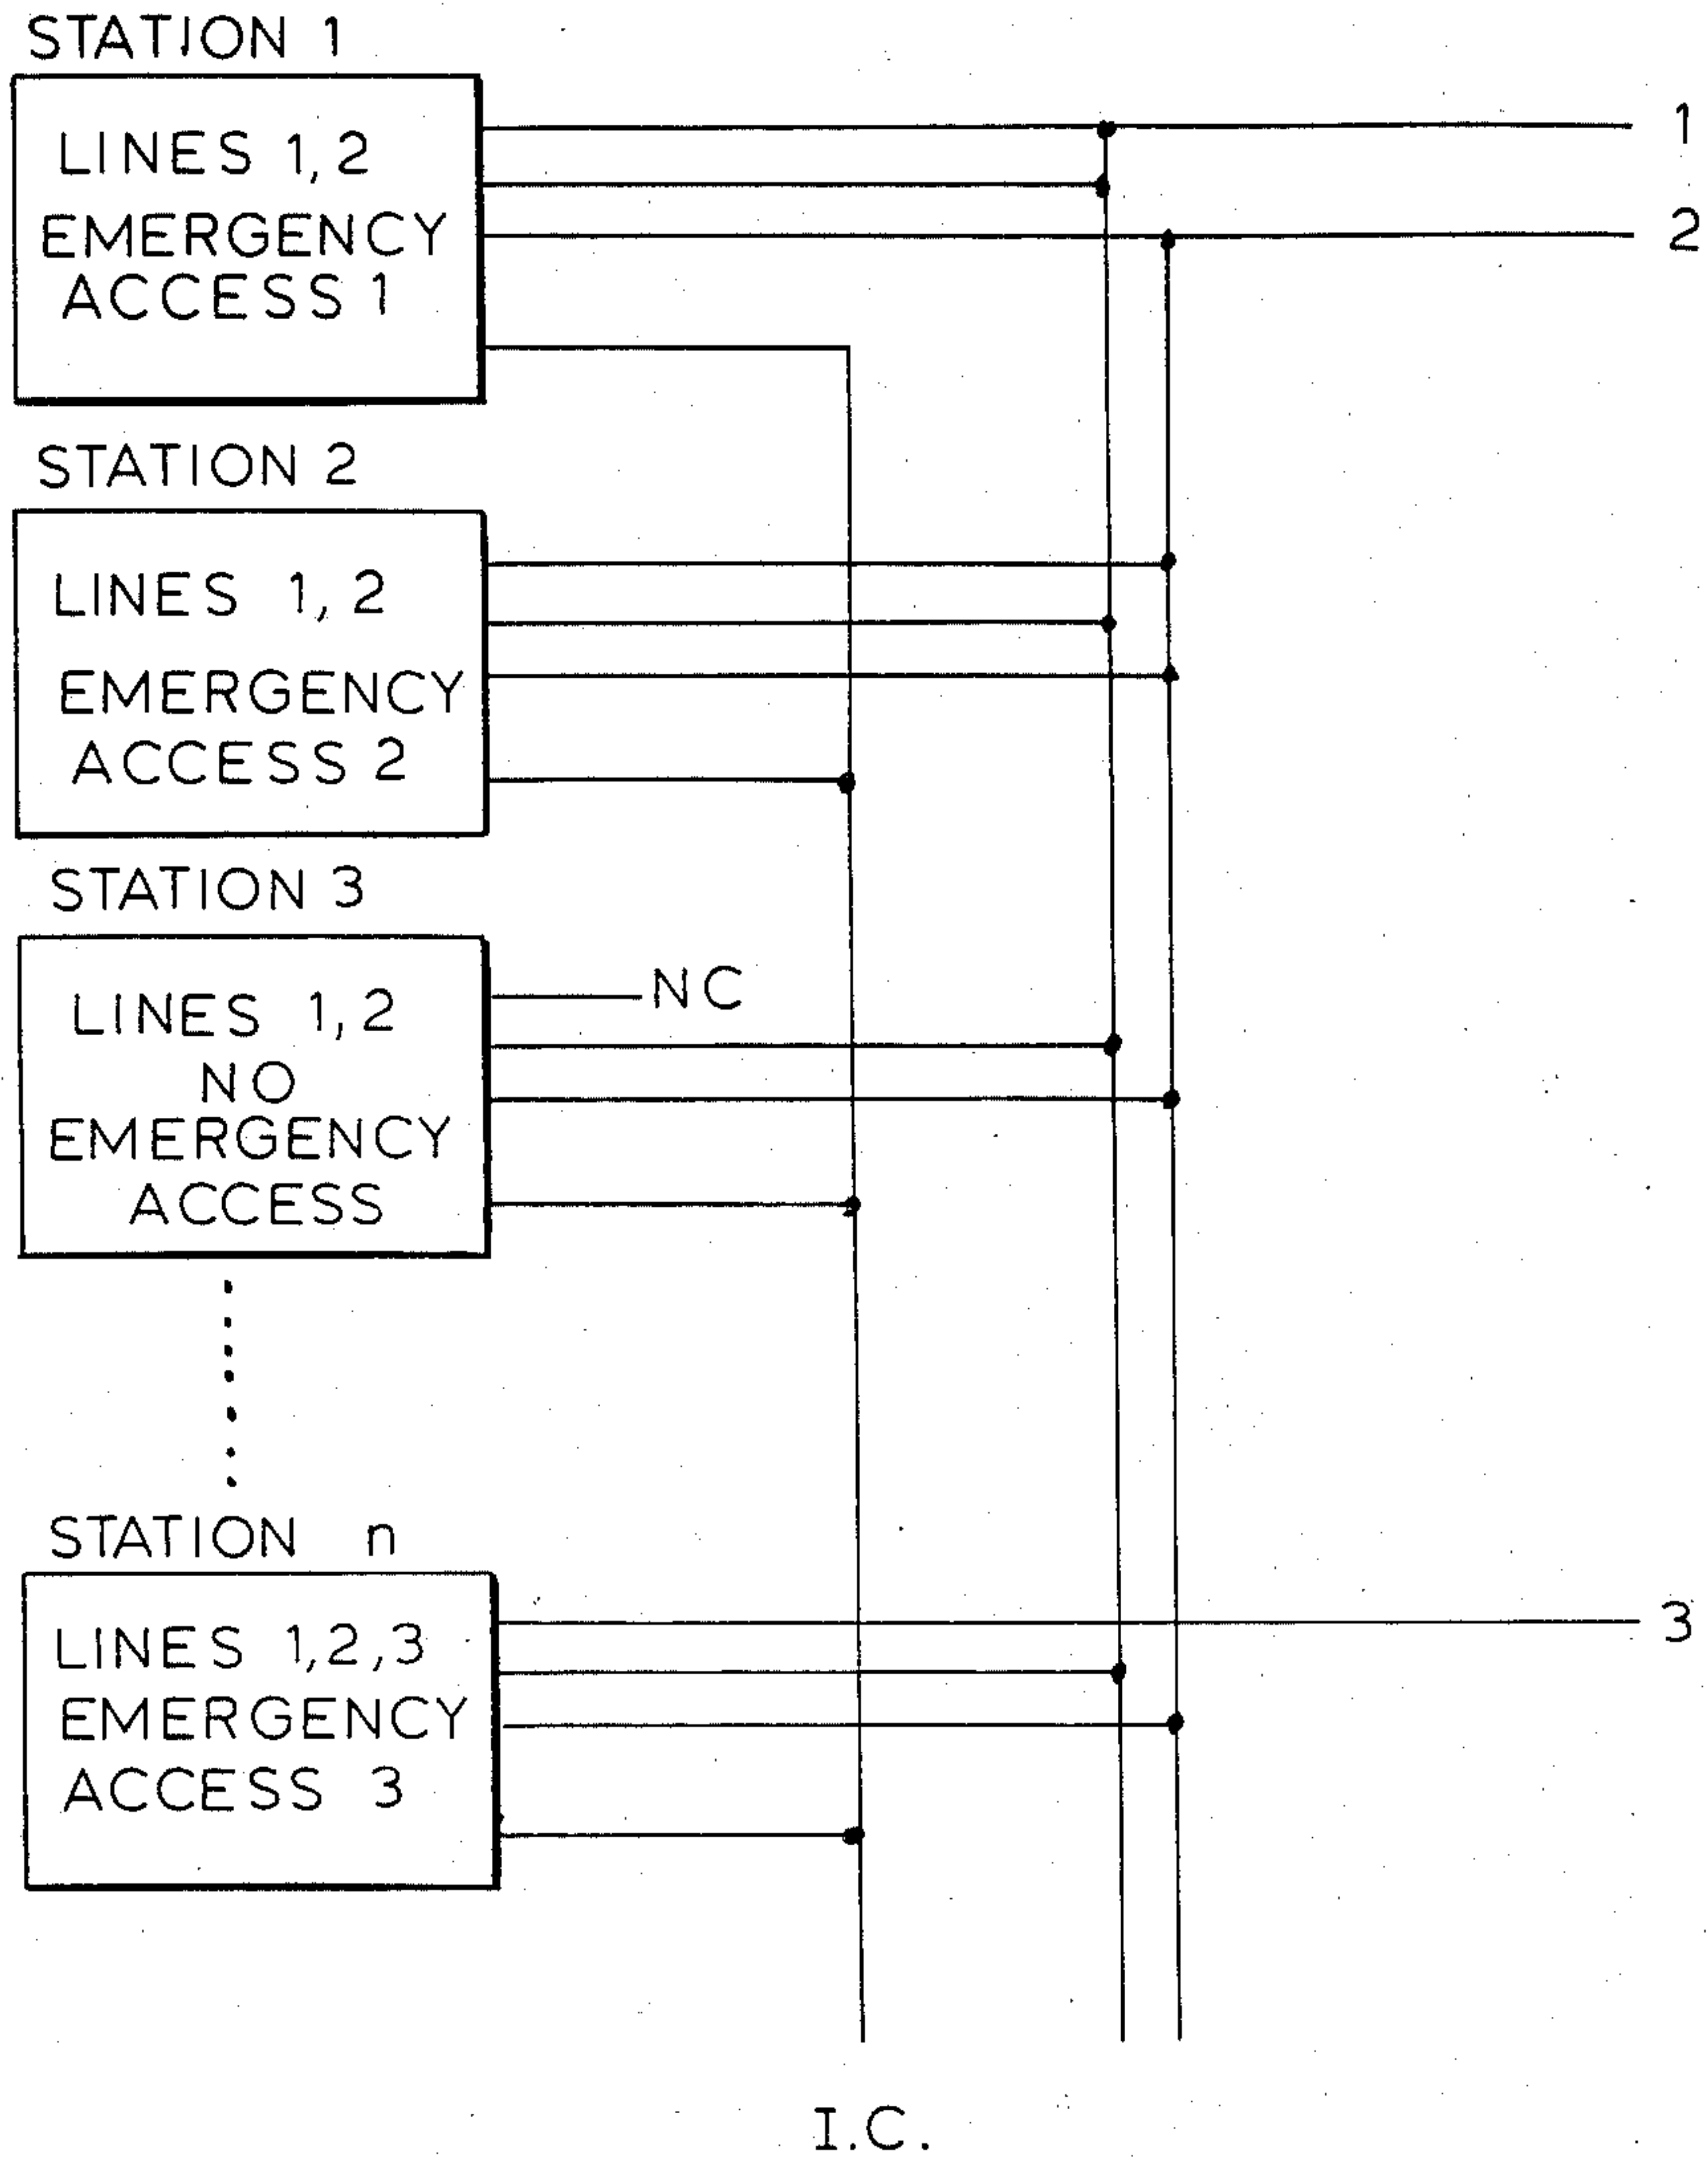 STATION 1
LINES 1,2
EMERGENCY
ACCESS 1
1
2
STATION 2
LINES 1,2
EMERGENCY
ACCESS 2
STATION 3
LINES 1,2
NO
EMERGENCY
ACCESS
NC
STATION n
LINES 1,2,3
EMERGENCY
ACCESS 3
3
I.C.